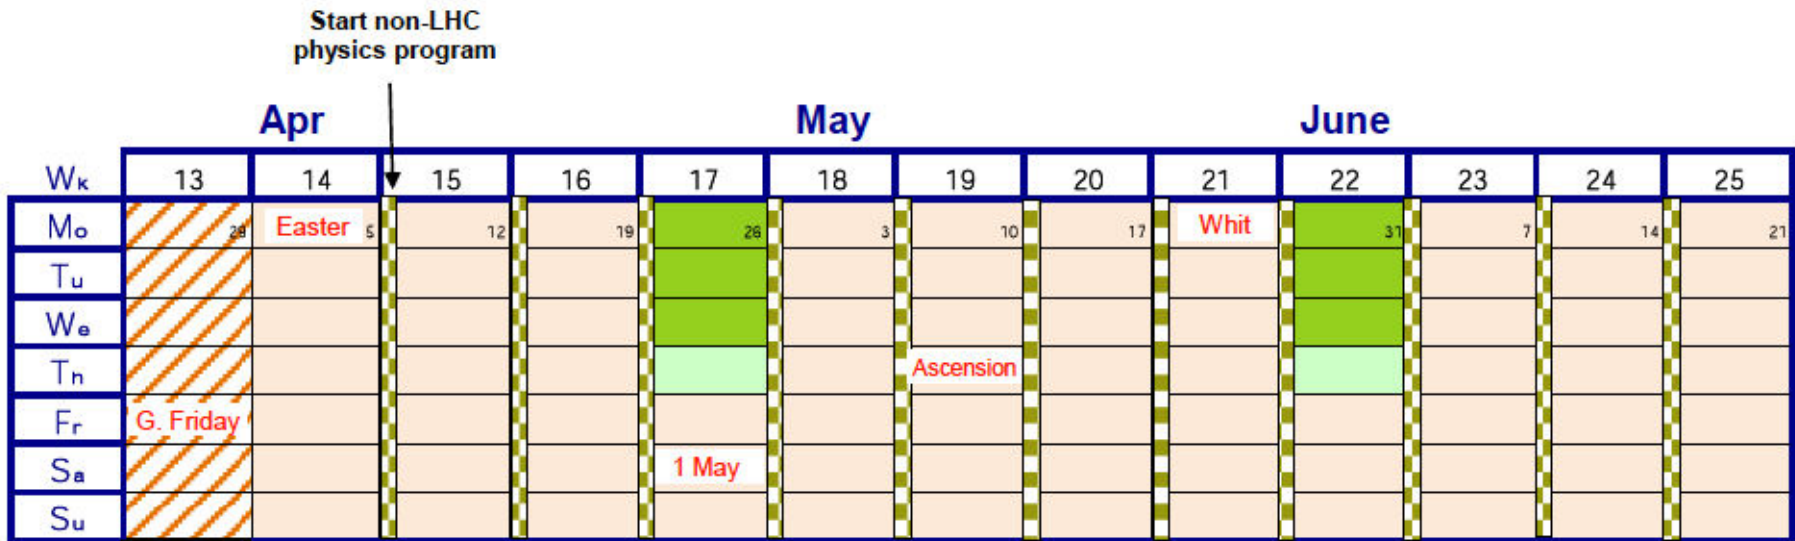 Start non-LHC
physics program
Apr May June
Wk 13 14 15 16 17 18 19 20 21 22 23 24 25
Mo 29 Easter 5 12 19 26 3 10 17 Whit 31 7 14 21
Tu
We
Th Ascension
Fr G. Friday
Sa 1 May
Su